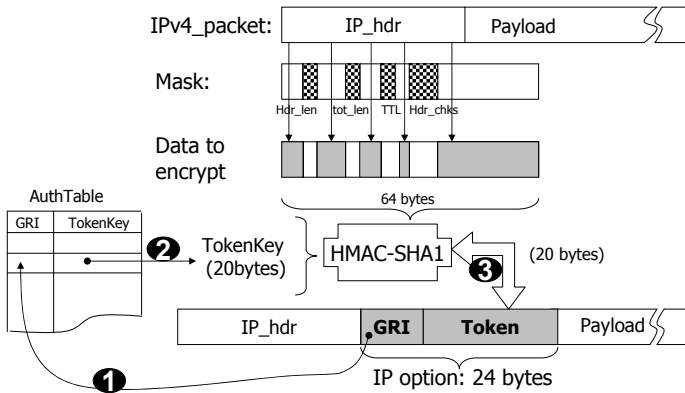 IPv4_packet: IP_hdr Payload
Mask:
Hdr_len tot_len TTL Hdr_chks
Data to
encrypt
64 bytes
AuthTable
GRI TokenKey
2
TokenKey
(20bytes)
HMAC-SHA1
3
(20 bytes)
IP_hdr GRI Token Payload
1
IP option: 24 bytes